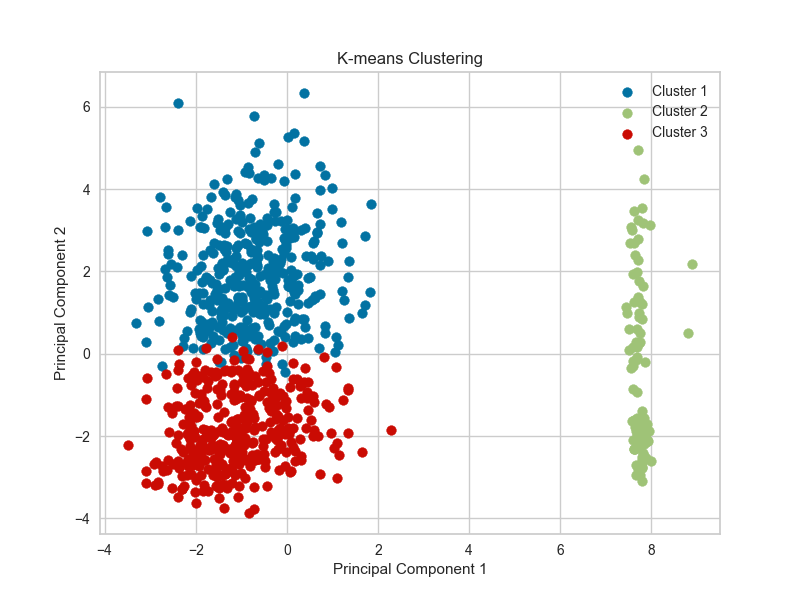 K-means Clustering
Cluster 1
Cluster 2
Cluster 3
6
4
2
0
−2
−4
Principal Component 2
−4
−2
0
2
4
6
8
Principal Component 1